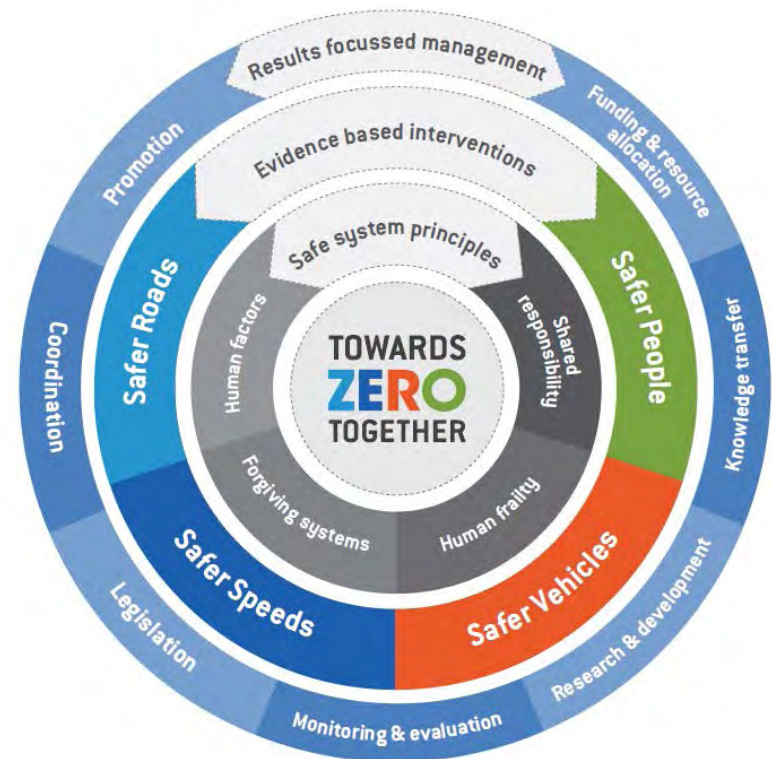 Results focussed management
Funding & resource
allocation
Knowledge transfer
Research & development
Monitoring & evaluation
Legislation
Coordination
Promotion
Evidence based interventions
Safer People
Safer Vehicles
Safer Speeds
Safer Roads
Safe system principles
Shared
responsibility
Human frailty
Forgiving systems
Human factors
TOWARDS
ZERO
TOGETHER